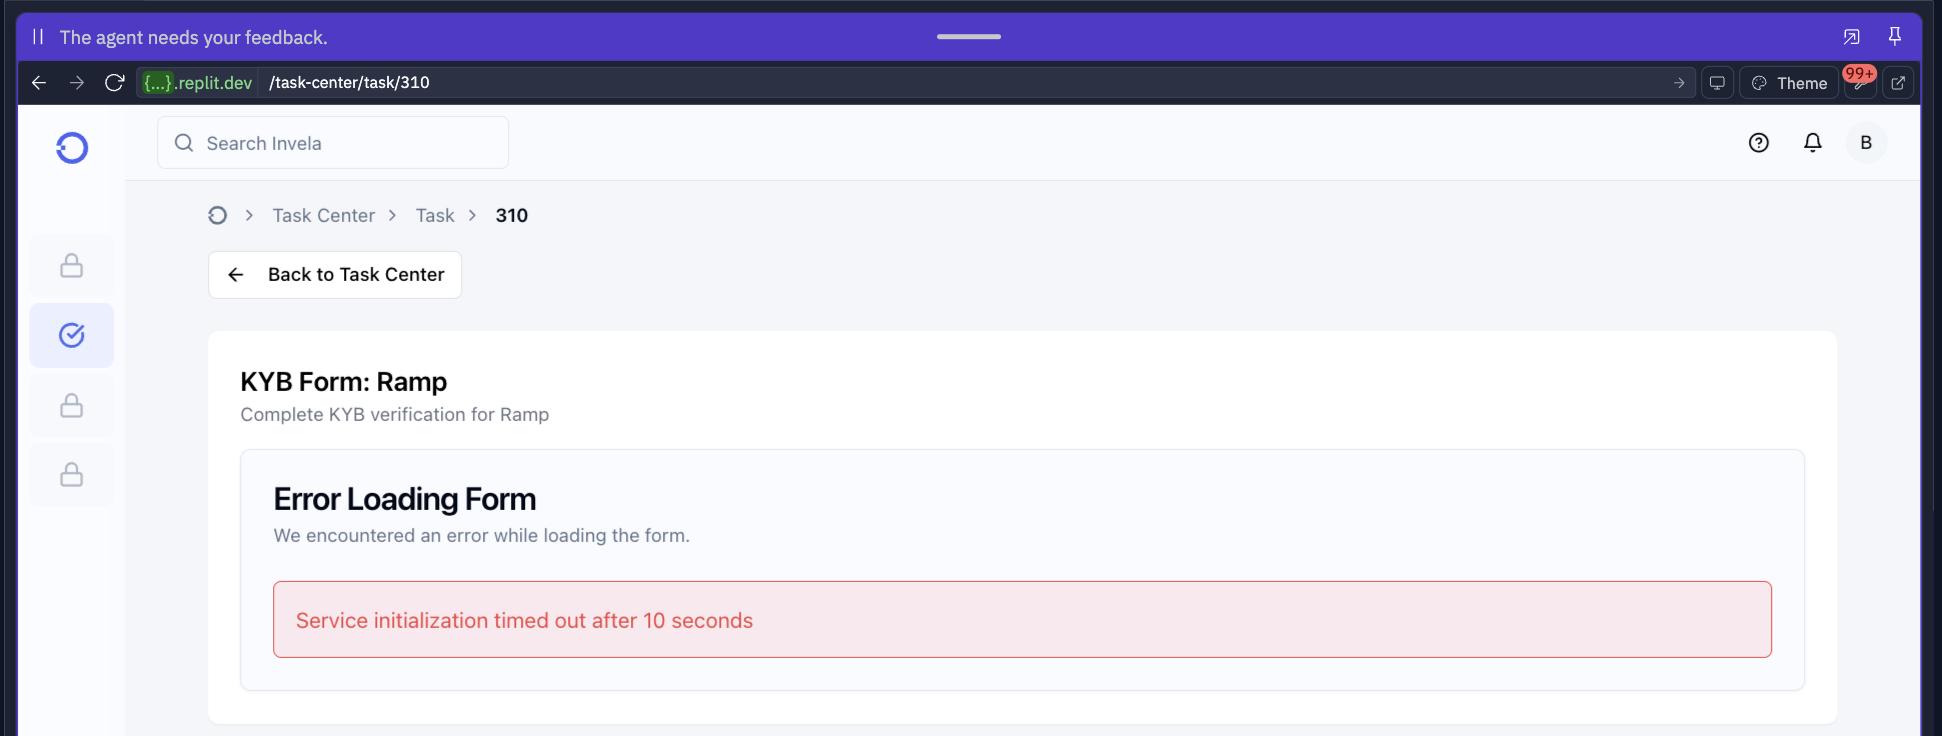 The agent needs your feedback.
{...}.replit.dev /task-center/task/310
Theme
99+
Search Invela
B
Task Center > Task > 310
Back to Task Center
KYB Form: Ramp
Complete KYB verification for Ramp
Error Loading Form
We encountered an error while loading the form.
Service initialization timed out after 10 seconds